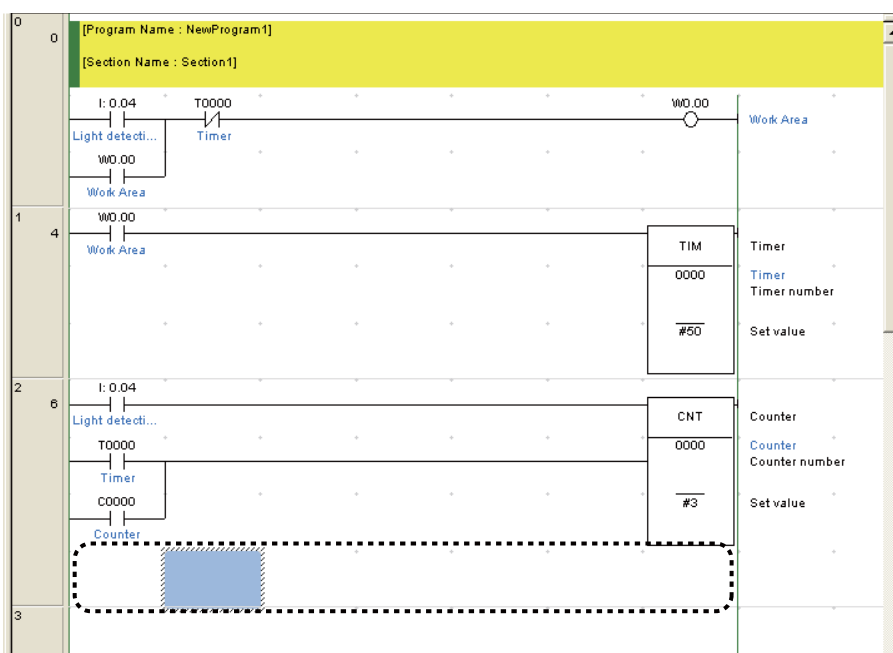 0
0
[Program Name : NewProgram1]
[Section Name : Section1]
I: 0.04
T0000
W0.00
Light detecti...
Timer
Work Area
W0.00
Work Area
1
4
W0.00
Work Area
TIM
Timer
0000
Timer
Timer number
#50
Set value
2
6
I: 0.04
Light detecti...
CNT
Counter
T0000
0000
Counter
Timer
Counter number
C0000
#3
Set value
Counter
3